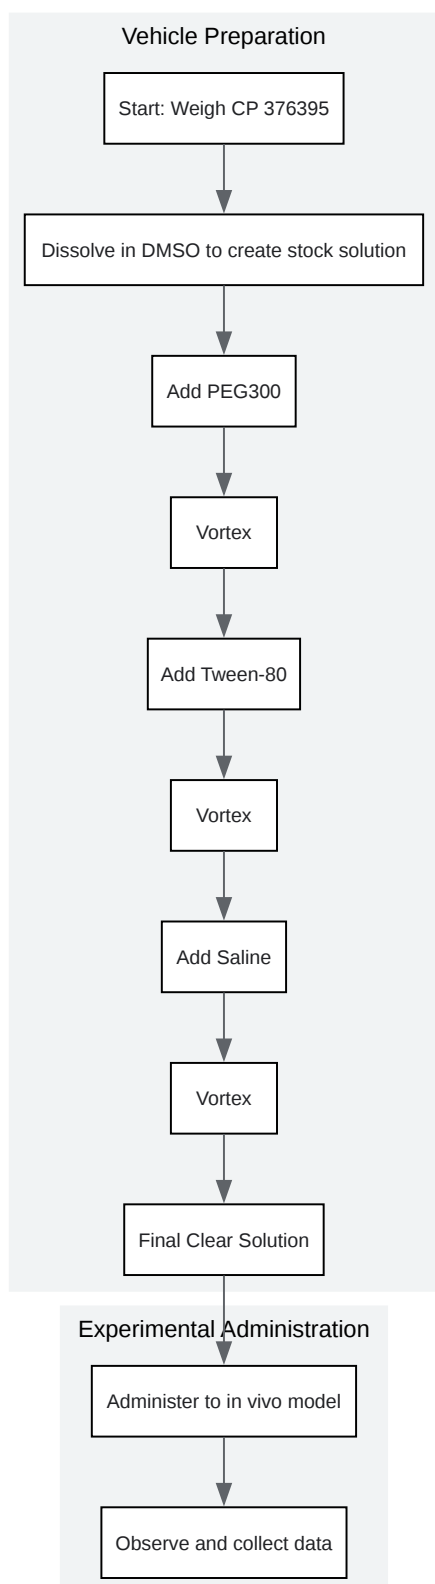 Vehicle Preparation
Start: Weigh CP 376395
Dissolve in DMSO to create stock solution
Add PEG300
Vortex
Add Tween-80
Vortex
Add Saline
Vortex
Final Clear Solution
Experimental Administration
Administer to in vivo model
Observe and collect data